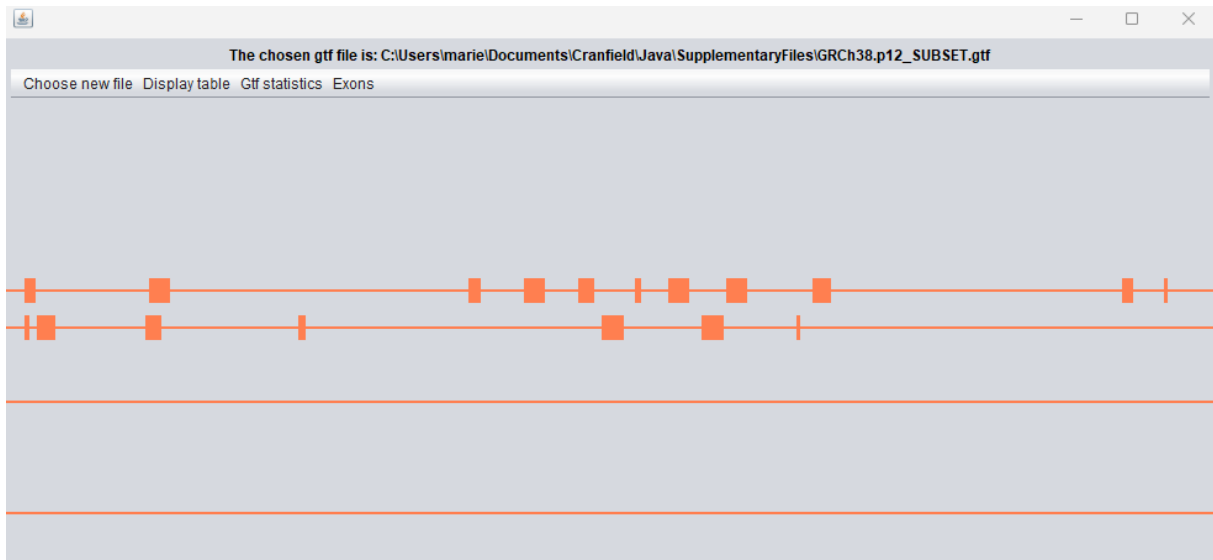 The chosen gtf file is: C:\Users\marie\Documents\Cranfield\Java\SupplementaryFiles\GRCh38.p12_SUBSET.gtf
Choose new file Display table Gtf statistics Exons